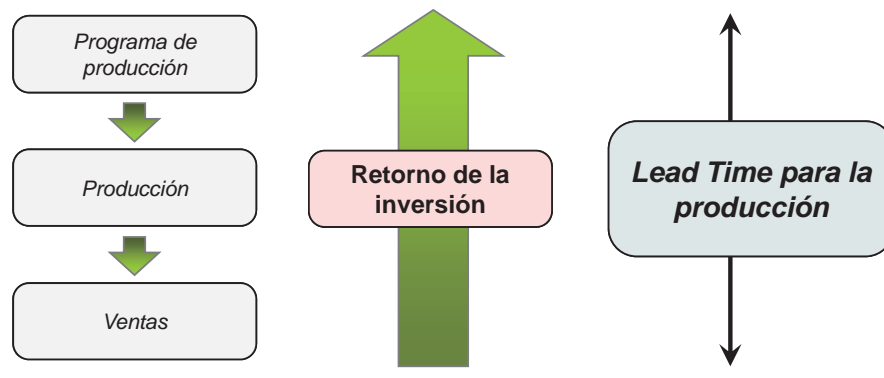 Programa de
producción
Producción
Ventas
Retorno de la
inversión
Lead Time para la
producción